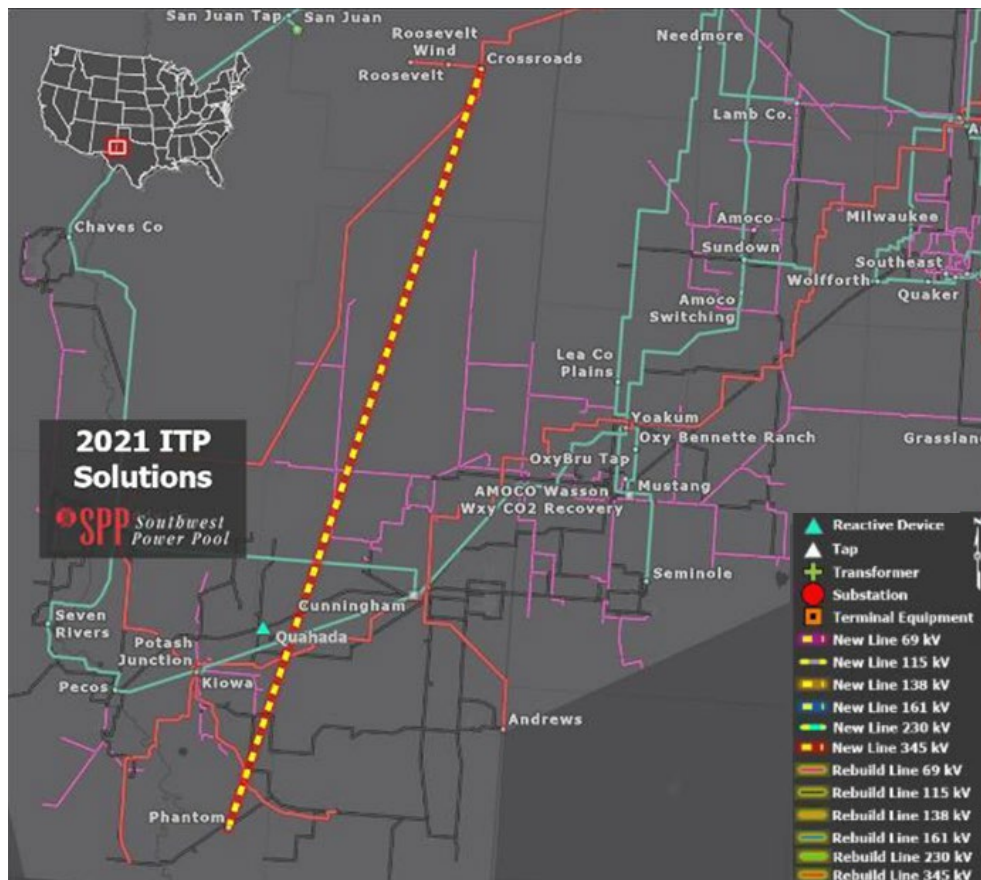 San Juan Tap
San Juan
Roosevelt
Wind
Crossroads
Roosevelt
Needmore
Lamb Co.
Chaves Co
Amoco
Milwaukee
Sundown
Southeast
Wolfforth
Quaker
Amoco
Switching
Lea Co
Plains
Yoakum
Oxy Bennette Ranch
Grassland
OxyBru Tap
2021 ITP
Solutions
SPP Southwest
Power Pool
AMOCO Wasson
Mustang
Wxy CO2 Recovery
Seminole
Cunningham
Seven
Rivers
Quahada
Potash
Junction
Pecos
Kiowa
Andrews
Phantom
Reactive Device
Tap
Transformer
Substation
Terminal Equipment
New Line 69 kV
New Line 115 kV
New Line 138 kV
New Line 161 kV
New Line 230 kV
New Line 345 kV
Rebuild Line 69 kV
Rebuild Line 115 kV
Rebuild Line 138 kV
Rebuild Line 161 kV
Rebuild Line 230 kV
Rebuild Line 345 kV